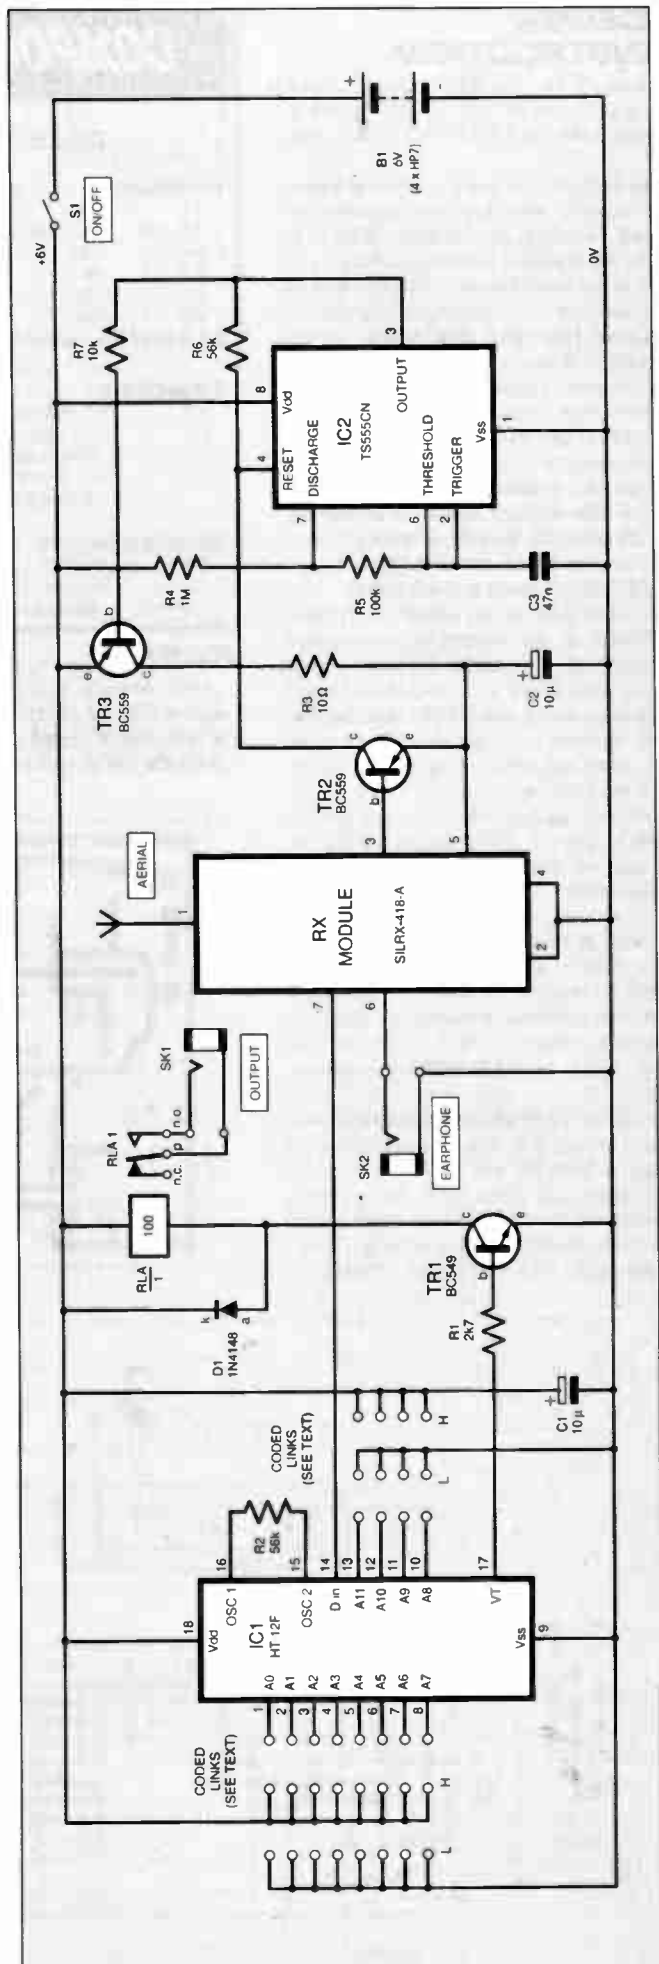 CODED
LINKS
(SEE TEXT)
L
H
1
2
3
4
5
6
7
8
A0
A1
A2
A3
A4
A5
A6
A7
18
Vdd
IC1
HT 12F
Vss
9
OSC 1
OSC 2
D in
A11
A10
A9
A8
VT
16
15
14
13
12
11
10
17
R2
56k
CODED
LINKS
(SEE TEXT)
L
H
C1
10µ
+
R1
2k7
D1
1N4148
k
a
RLA
1
100
TR1
BC549
b
c
e
RLA 1
n.c.
p
n.o.
SK1
OUTPUT
SK2
EARPHONE
7
6
AERIAL
1
RX
MODULE
SILRX-418-A
2
4
3
5
TR2
BC559
b
c
e
TR3
BC559
e
b
c
R3
10Ω
C2
10µ
+
R4
1M
R5
100k
C3
47n
7
6
2
4
8
RESET
Vdd
DISCHARGE
IC2
TS555CN
OUTPUT
THRESHOLD
TRIGGER
Vss
1
3
R7
10k
R6
56k
+6V
S1
ON/OFF
+
-
B1
6V
(4 x HP7)
0V